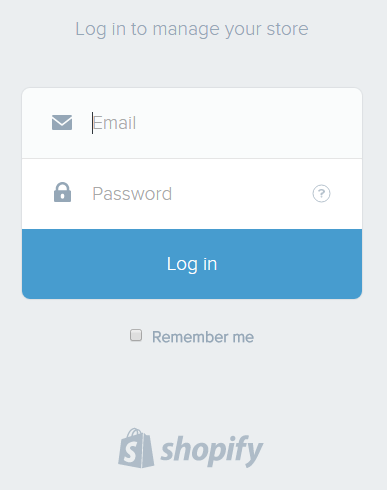 Log in to manage your store
Email
Password
?
Log in
Remember me
shopify